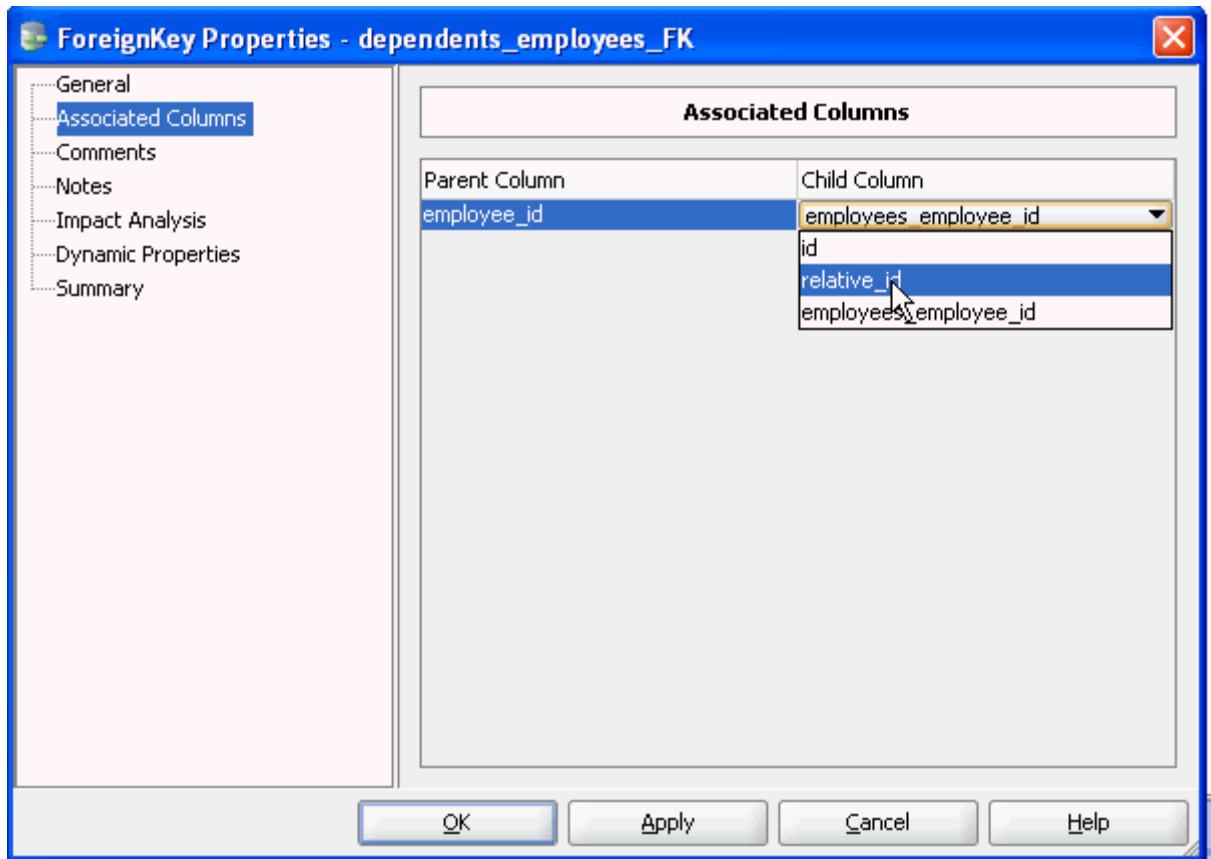 ForeignKey Properties - dependents_employees_FK
General
Associated Columns
Comments
Notes
Impact Analysis
Dynamic Properties
Summary
Associated Columns
Parent Column Child Column
employee_id employees_employee_id
id
relative_id
employees_employee_id
OK Apply Cancel Help